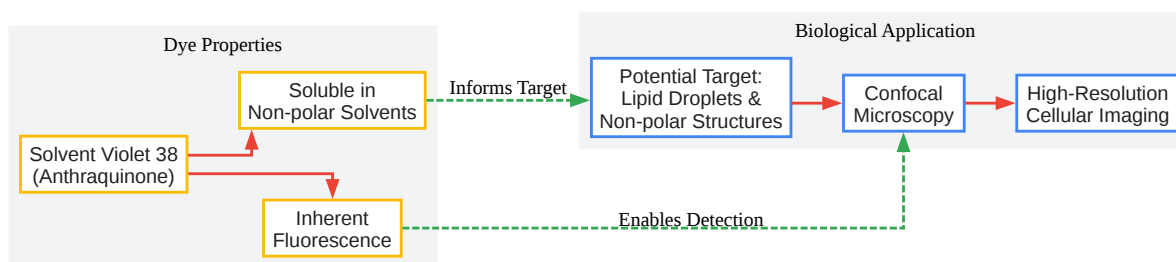 Dye Properties
Solvent Violet 38
(Anthraquinone)
Soluble in
Non-polar Solvents
Inherent
Fluorescence
Informs Target
Enables Detection
Biological Application
Potential Target:
Lipid Droplets &
Non-polar Structures
Confocal
Microscopy
High-Resolution
Cellular Imaging